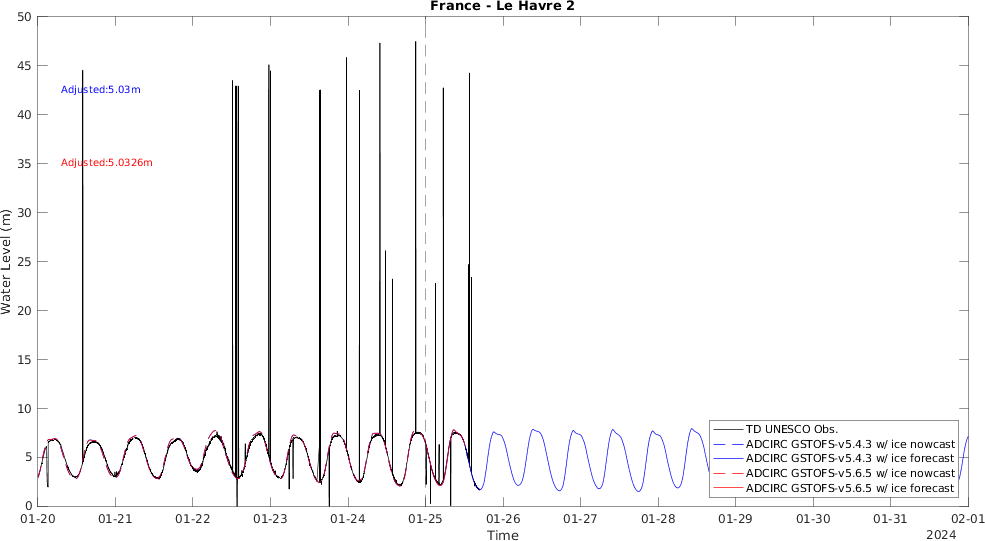 France - Le Havre 2
50
45
40
35
30
25
20
15
10
5
0
Water Level (m)
Adjusted:5.03m
Adjusted:5.0326m
TD UNESCO Obs.
ADCIRC GSTOFS-v5.4.3 w/ ice nowcast
ADCIRC GSTOFS-v5.4.3 w/ ice forecast
ADCIRC GSTOFS-v5.6.5 w/ ice nowcast
ADCIRC GSTOFS-v5.6.5 w/ ice forecast
01-20 01-21 01-22 01-23 01-24 01-25 01-26 01-27 01-28 01-29 01-30 01-31 02-01
Time
2024